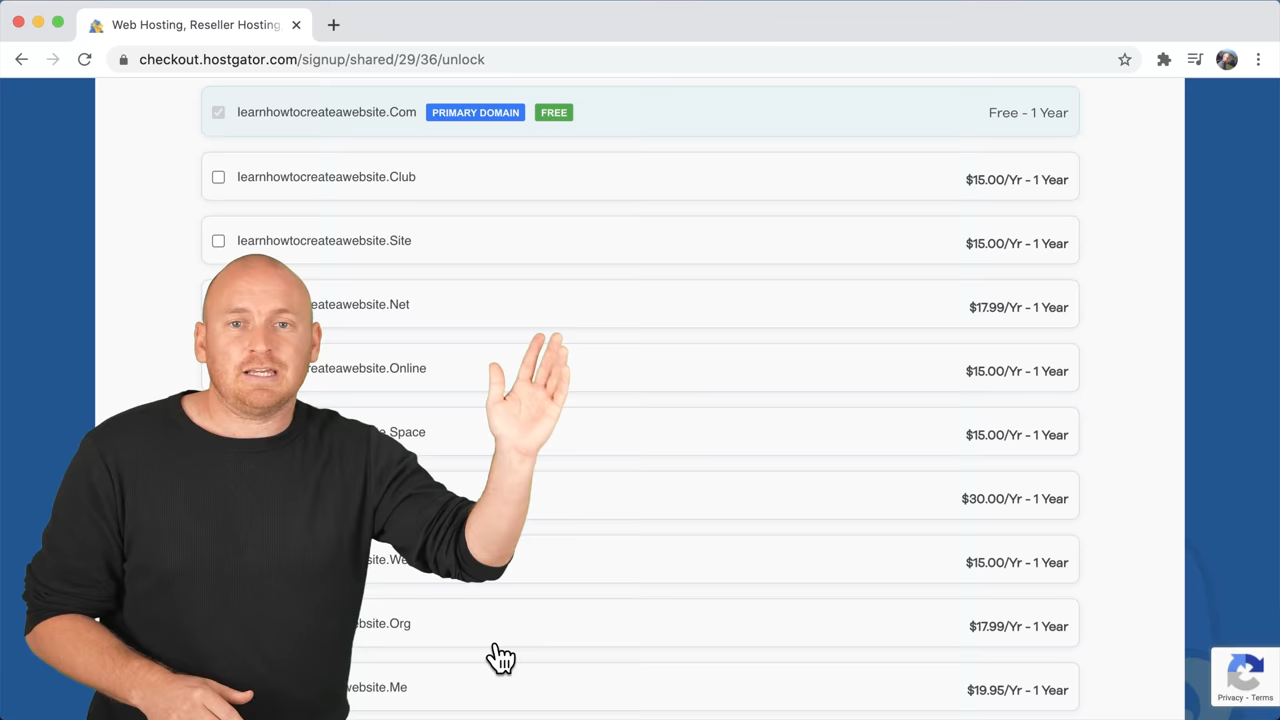 Web Hosting, Reseller Hosting
checkout.hostgator.com/signup/shared/29/36/unlock
learnhowtocreateawebsite.Com PRIMARY DOMAIN FREE Free - 1 Year
learnhowtocreateawebsite.Club $15.00/Yr - 1 Year
learnhowtocreateawebsite.Site $15.00/Yr - 1 Year
eateawebsite.Net $17.99/Yr - 1 Year
createawebsite.Online $15.00/Yr - 1 Year
.Space $15.00/Yr - 1 Year
$30.00/Yr - 1 Year
site.We $15.00/Yr - 1 Year
bsite.Org $17.99/Yr - 1 Year
website.Me $19.95/Yr - 1 Year
Privacy - Terms